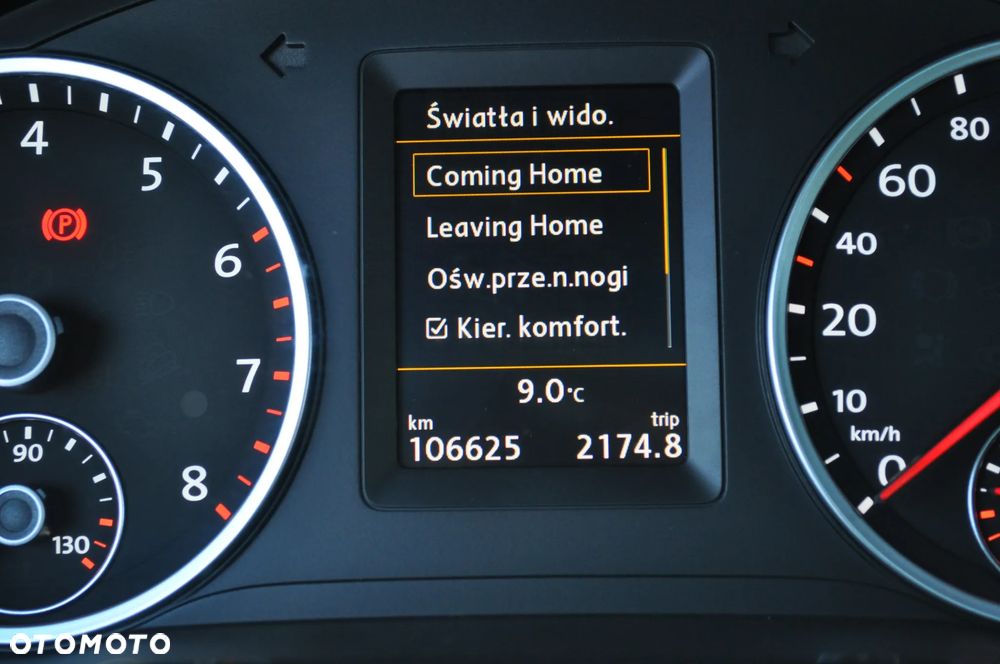 4
5
6
7
8
P
90
130
Światła i wido.
Coming Home
Leaving Home
Ośw.prze.n.nogi
Kier. komfort.
9.0°C
km trip
106625 2174.8
80
60
40
20
10
km/h
0
OTOMOTO